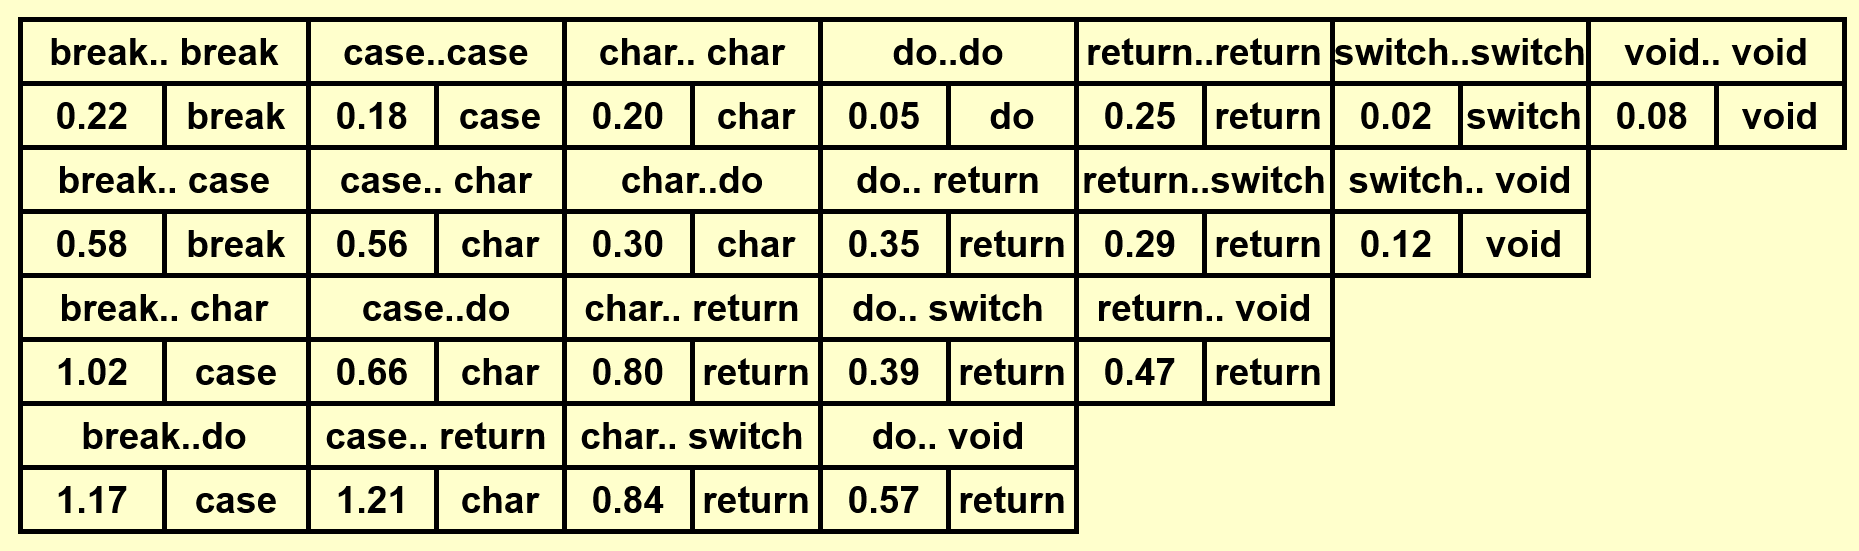 break.. break case..case char.. char do..do return..return switch..switch void.. void
0.22 break 0.18 case 0.20 char 0.05 do 0.25 return 0.02 switch 0.08 void
break.. case case.. char char..do do.. return return..switch switch.. void
0.58 break 0.56 char 0.30 char 0.35 return 0.29 return 0.12 void
break.. char case..do char.. return do.. switch return.. void
1.02 case 0.66 char 0.80 return 0.39 return 0.47 return
break..do case.. return char.. switch do.. void
1.17 case 1.21 char 0.84 return 0.57 return